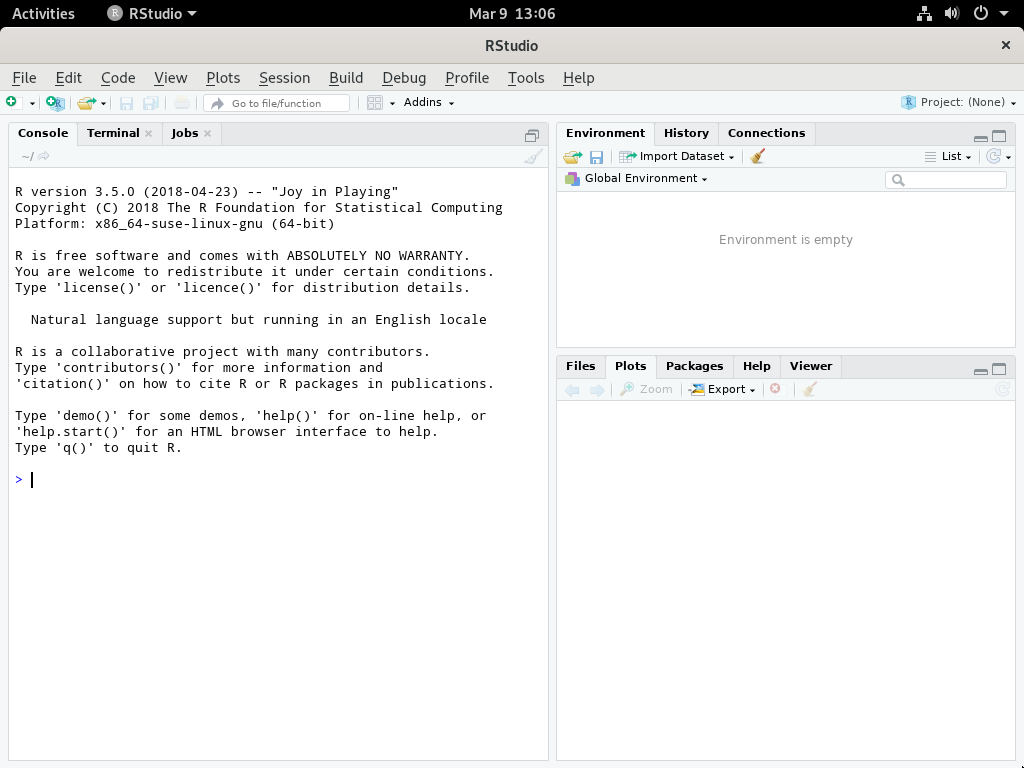 Activities RStudio Mar 9 13:06
RStudio
File Edit Code View Plots Session Build Debug Profile Tools Help
Go to file/function Addins Project: (None)
Console Terminal Jobs
~/
R version 3.5.0 (2018-04-23) -- "Joy in Playing"
Copyright (C) 2018 The R Foundation for Statistical Computing
Platform: x86_64-suse-linux-gnu (64-bit)
R is free software and comes with ABSOLUTELY NO WARRANTY.
You are welcome to redistribute it under certain conditions.
Type 'license()' or 'licence()' for distribution details.
Natural language support but running in an English locale
R is a collaborative project with many contributors.
Type 'contributors()' for more information and
'citation()' on how to cite R or R packages in publications.
Type 'demo()' for some demos, 'help()' for on-line help, or
'help.start()' for an HTML browser interface to help.
Type 'q()' to quit R.
>
Environment History Connections
Import Dataset List
Global Environment
Environment is empty
Files Plots Packages Help Viewer
Zoom Export